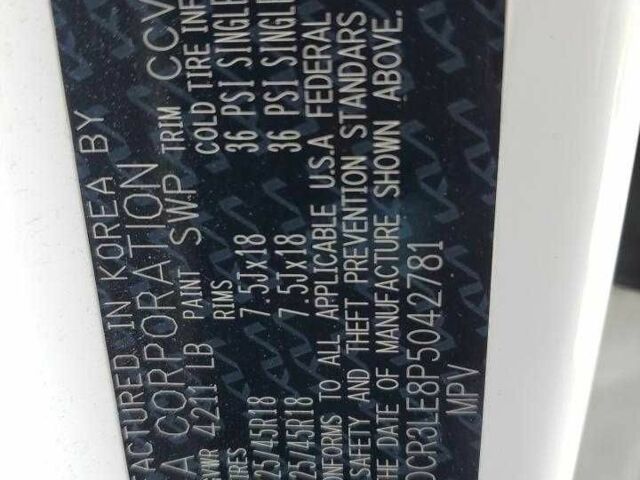 FACTURED IN KOREA BY
A CORPORATION
GVWR 4211 LB PAINT SWP TRIM CCV
TIRES RIMS COLD TIRE INF
25/45R18 7.5Jx18 36 PSI SINGLE
25/45R18 7.5Jx18 36 PSI SINGLE
ONFORMS TO ALL APPLICABLE U.S.A FEDERAL
SAFETY AND THEFT PREVENTION STANDARS
THE DATE OF MANUFACTURE SHOWN ABOVE.
DCR3LE8P5042781
MPV